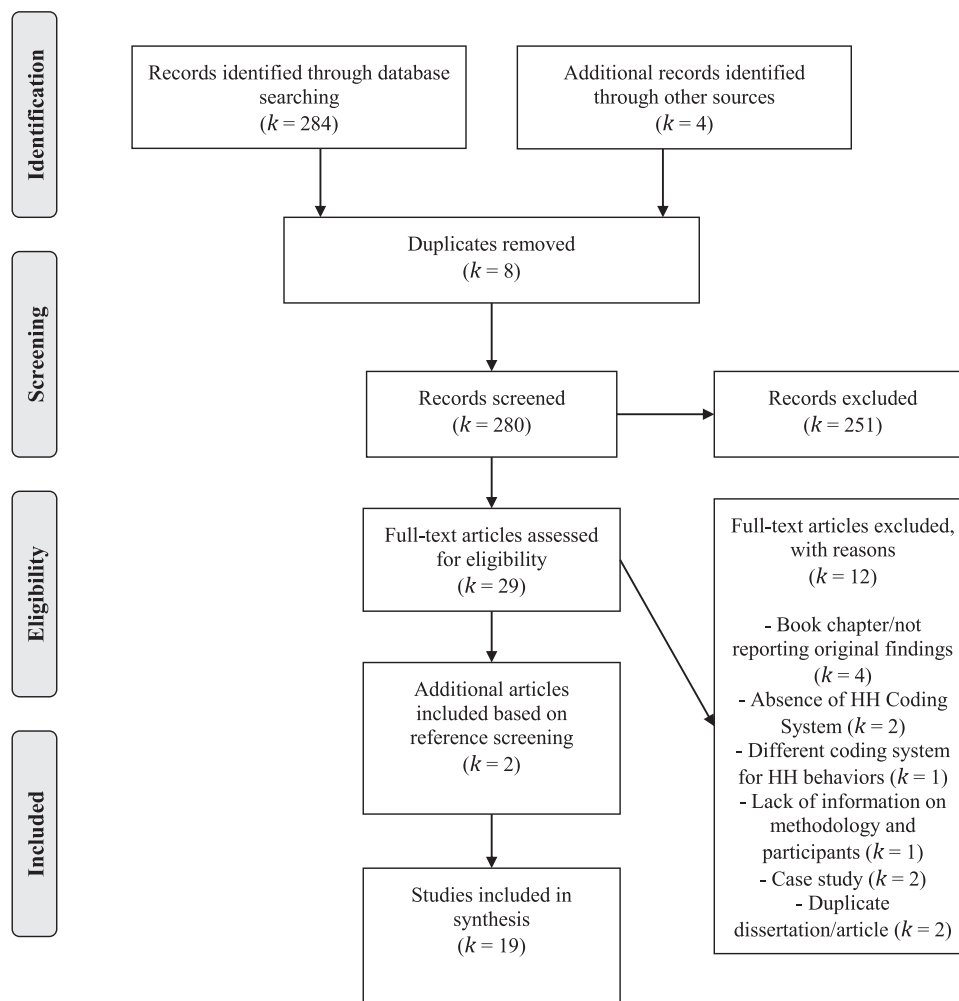 Identification
Records identified through database
searching
(k = 284)
Additional records identified
through other sources
(k = 4)
Duplicates removed
(k = 8)
Screening
Records screened
(k = 280)
Records excluded
(k = 251)
Eligibility
Full-text articles assessed
for eligibility
(k = 29)
Full-text articles excluded,
with reasons
(k = 12)
- Book chapter/not
reporting original findings
(k = 4)
- Absence of HH Coding
System (k = 2)
- Different coding system
for HH behaviors (k = 1)
- Lack of information on
methodology and
participants (k = 1)
- Case study (k = 2)
- Duplicate
dissertation/article (k = 2)
Additional articles
included based on
reference screening
(k = 2)
Included
Studies included in
synthesis
(k = 19)